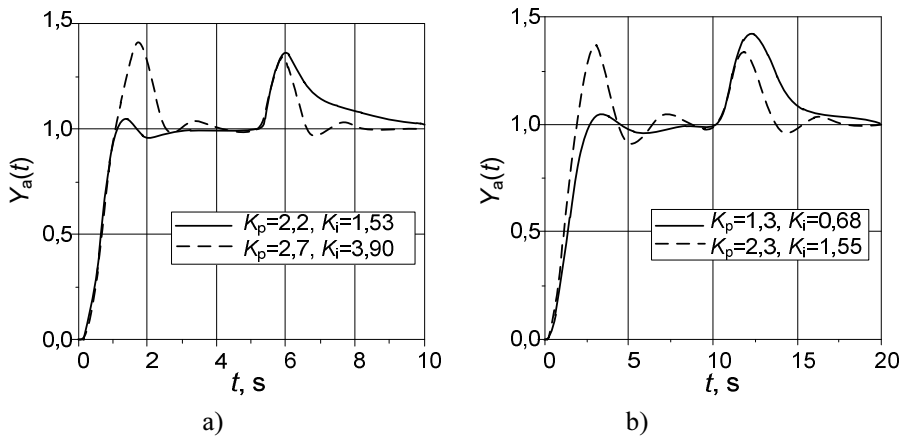 1,5
1,0
0,5
0,0
Yₐ(t)
Kₚ=2,2, Kᵢ=1,53
Kₚ=2,7, Kᵢ=3,90
0 2 4 6 8 10
t, s
a)
1,5
1,0
0,5
0,0
Yₐ(t)
Kₚ=1,3, Kᵢ=0,68
Kₚ=2,3, Kᵢ=1,55
0 5 10 15 20
t, s
b)